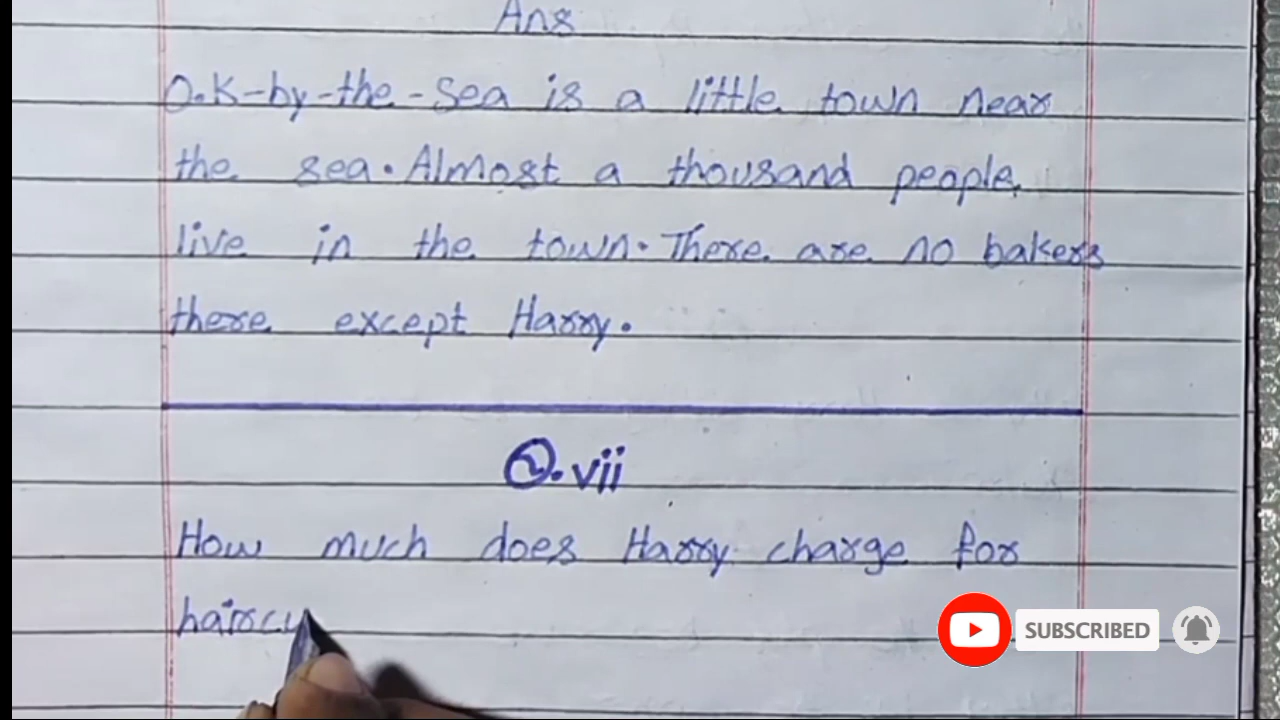 Ans
O.K-by-the-sea is a little town near
the sea. Almost a thousand people
live in the town. There are no bakers
there except Harry.
Q.vii
How much does Harry charge for
haircu
SUBSCRIBED